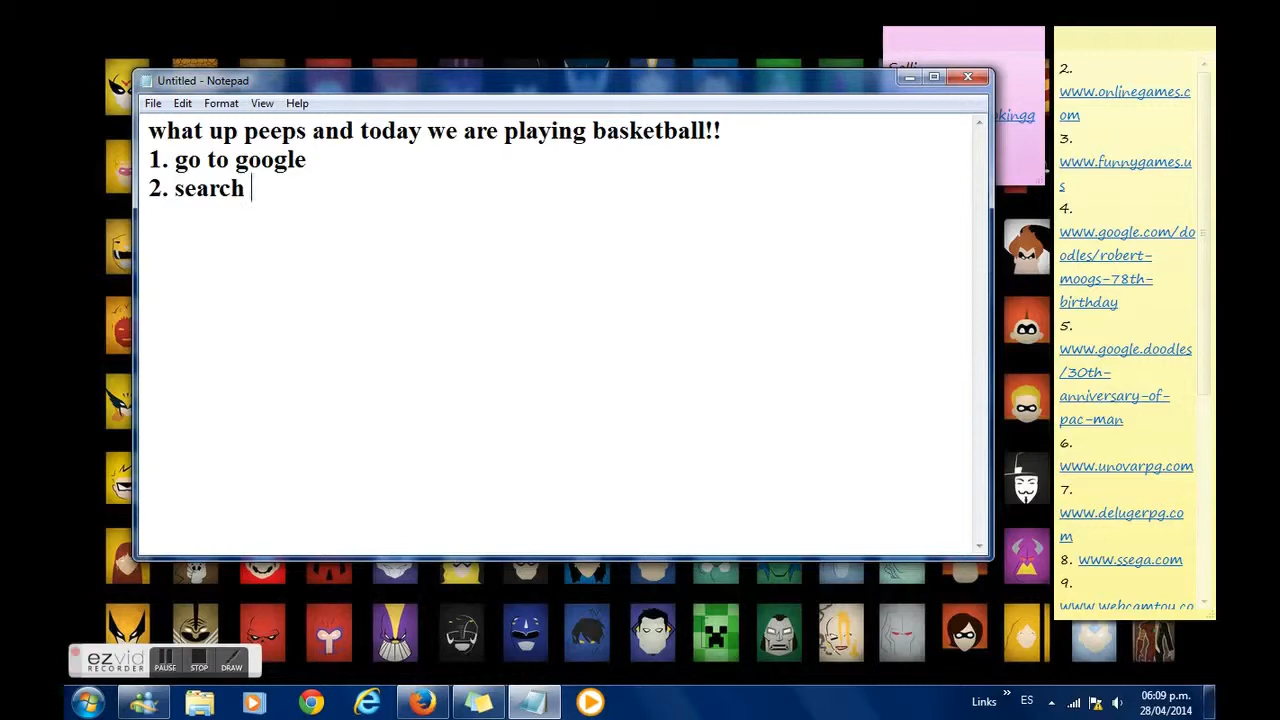 Untitled - Notepad
File Edit Format View Help
what up peeps and today we are playing basketball!!
1. go to google
2. search
2.
www.onlinegames.c
om
3.
www.funnygames.u
s
4.
www.google.com/do
odles/robert-
moogs-78th-
birthday
5.
www.google.doodles
/30th-
anniversary-of-
pac-man
6.
www.unovarpg.com
7.
www.delugerpg.co
m
8. www.ssega.com
9.
www.webcamtoy.co
ezvid
RECORDER
PAUSE
STOP
DRAW
Links
ES
06:09 p.m.
28/04/2014